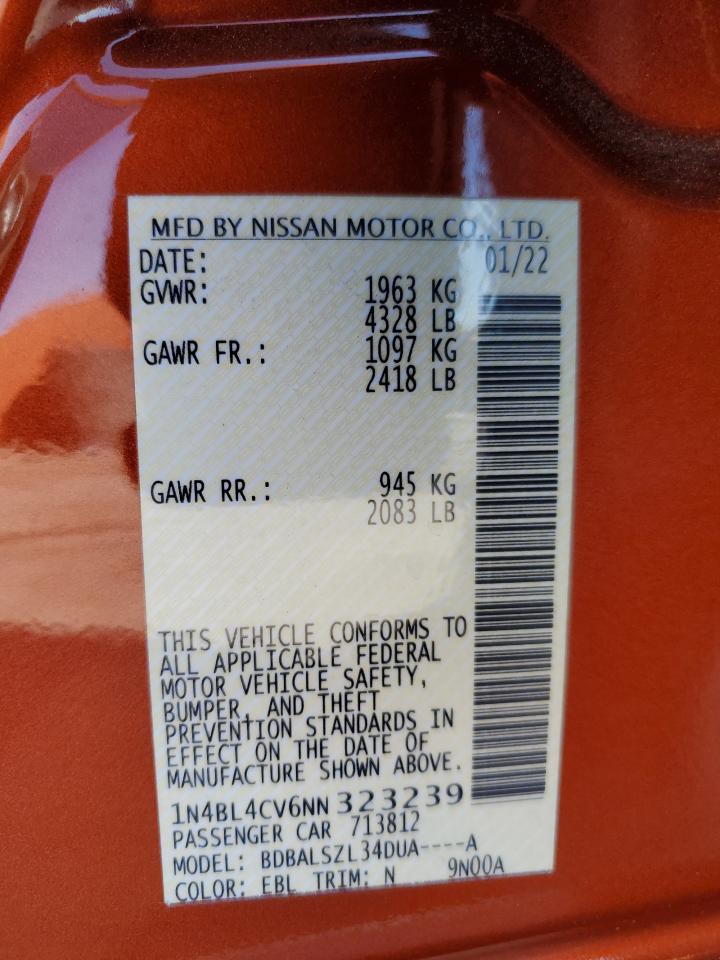 MFD BY NISSAN MOTOR CO., LTD.
DATE: 01/22
GVWR: 1963 KG
4328 LB
GAWR FR.: 1097 KG
2418 LB
GAWR RR.: 945 KG
2083 LB
THIS VEHICLE CONFORMS TO
ALL APPLICABLE FEDERAL
MOTOR VEHICLE SAFETY,
BUMPER, AND THEFT
PREVENTION STANDARDS IN
EFFECT ON THE DATE OF
MANUFACTURE SHOWN ABOVE.
1N4BL4CV6NN 323239
PASSENGER CAR 713812
MODEL: BDBALSZL34DUA----A
COLOR: EBL TRIM: N 9N00A